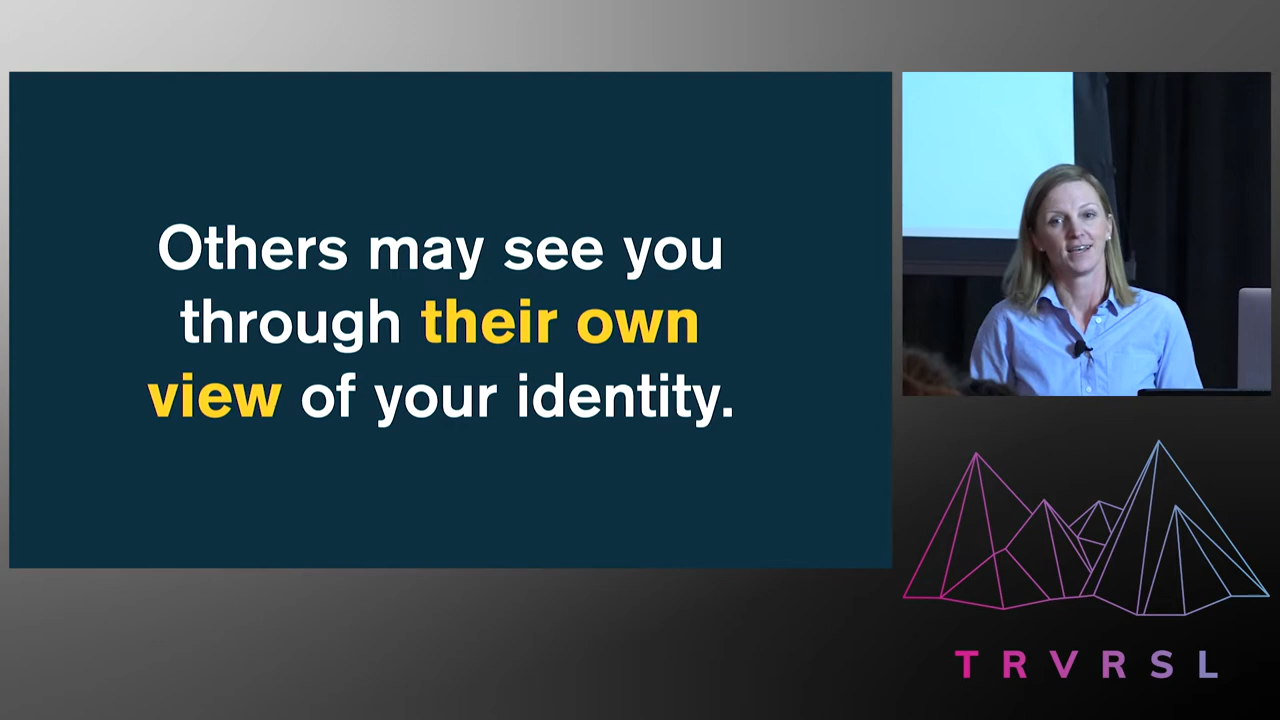 Others may see you
through their own
view of your identity.
TRVRSL